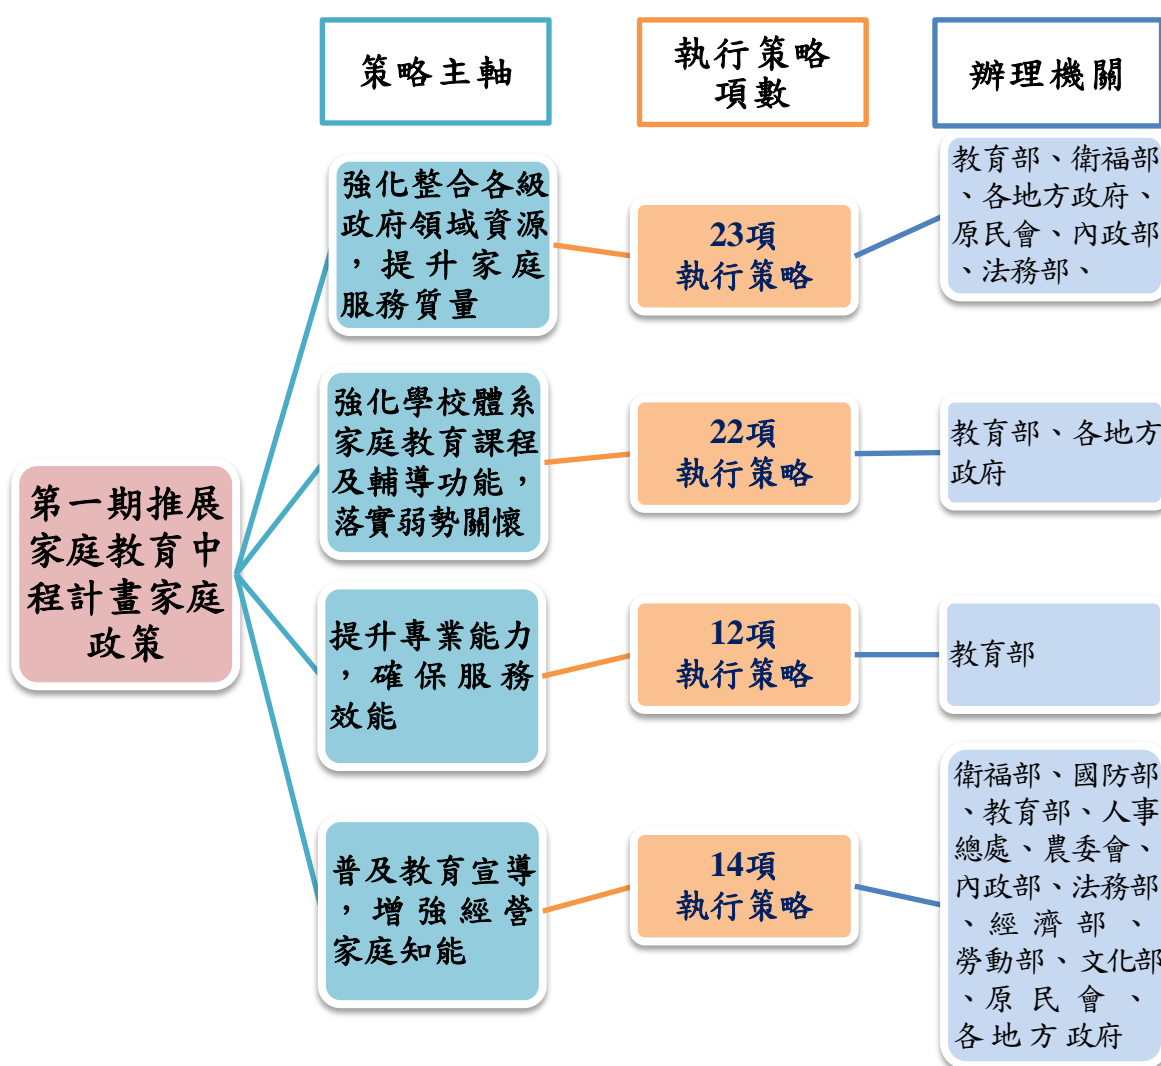 策略主軸
執行策略
項數
辦理機關
強化整合各級
政府領域資源
，提升家庭
服務質量
23項
執行策略
教育部、衛福部
、各地方政府、
原民會、內政部
、法務部、
強化學校體系
家庭教育課程
及輔導功能，
落實弱勢關懷
22項
執行策略
教育部、各地方
政府
第一期推展
家庭教育中
程計畫家庭
政策
提升專業能力
，確保服務
效能
12項
執行策略
教育部
普及教育宣導
，增強經營
家庭知能
14項
執行策略
衛福部、國防部
、教育部、人事
總處、農委會、
內政部、法務部
、經濟部、
勞動部、文化部
、原民會、
各地方政府